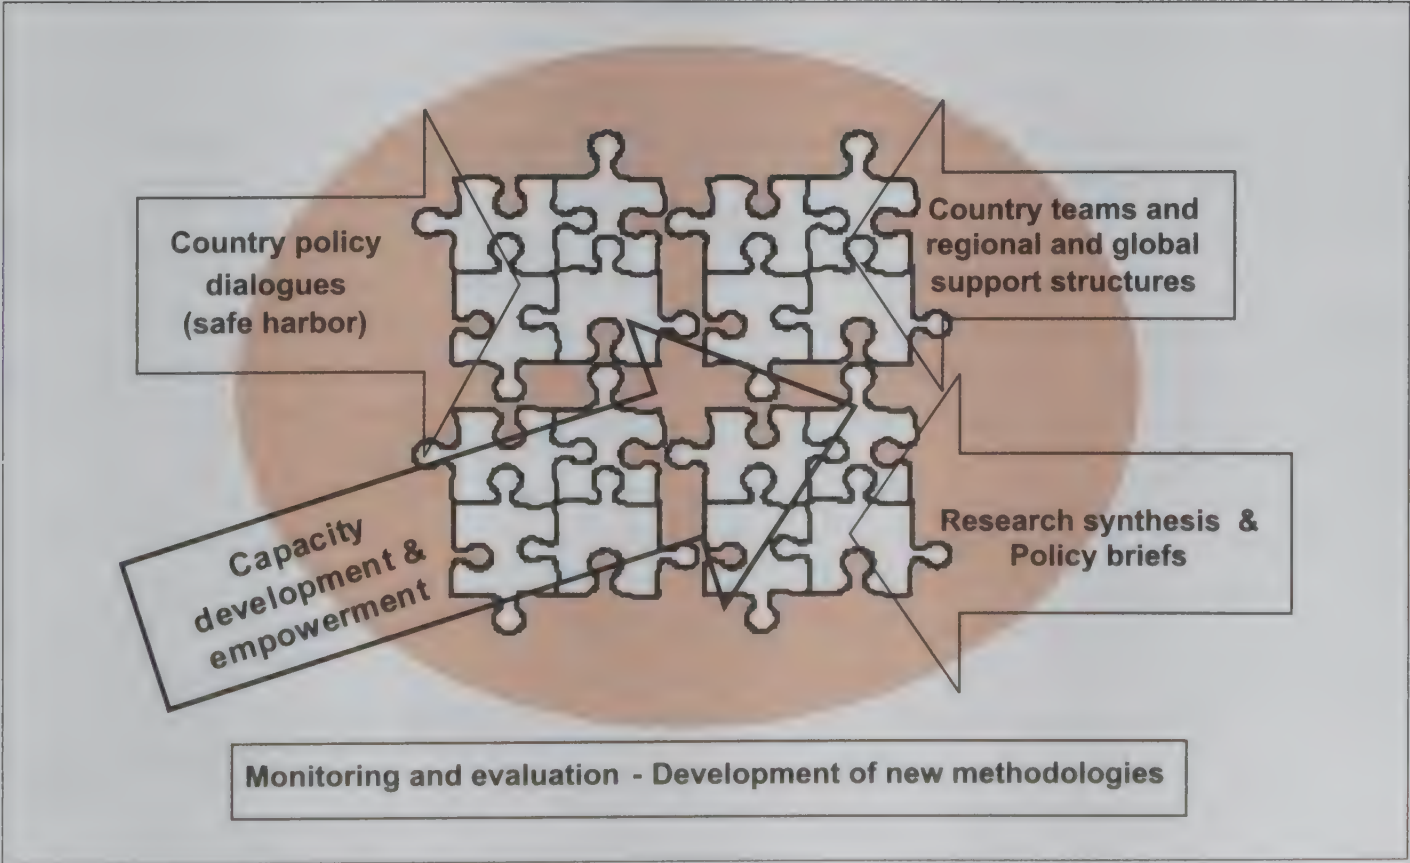 Country policy
dialogues
(safe harbor)
Country teams and
regional and global
support structures
Capacity
development &
empowerment
Research synthesis &
Policy briefs
Monitoring and evaluation - Development of new methodologies